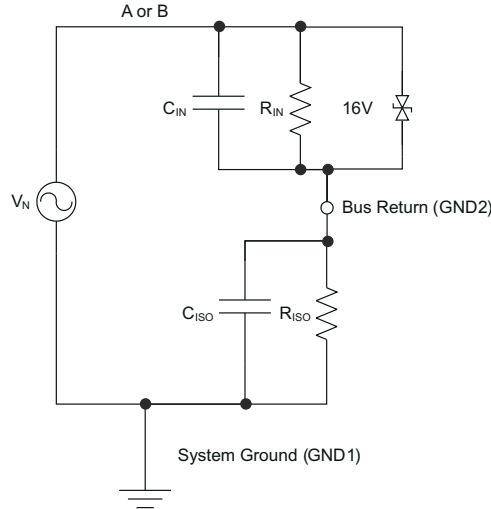 A or B
C_IN
R_IN
16V
V_N
Bus Return (GND2)
C_ISO
R_ISO
System Ground (GND1)